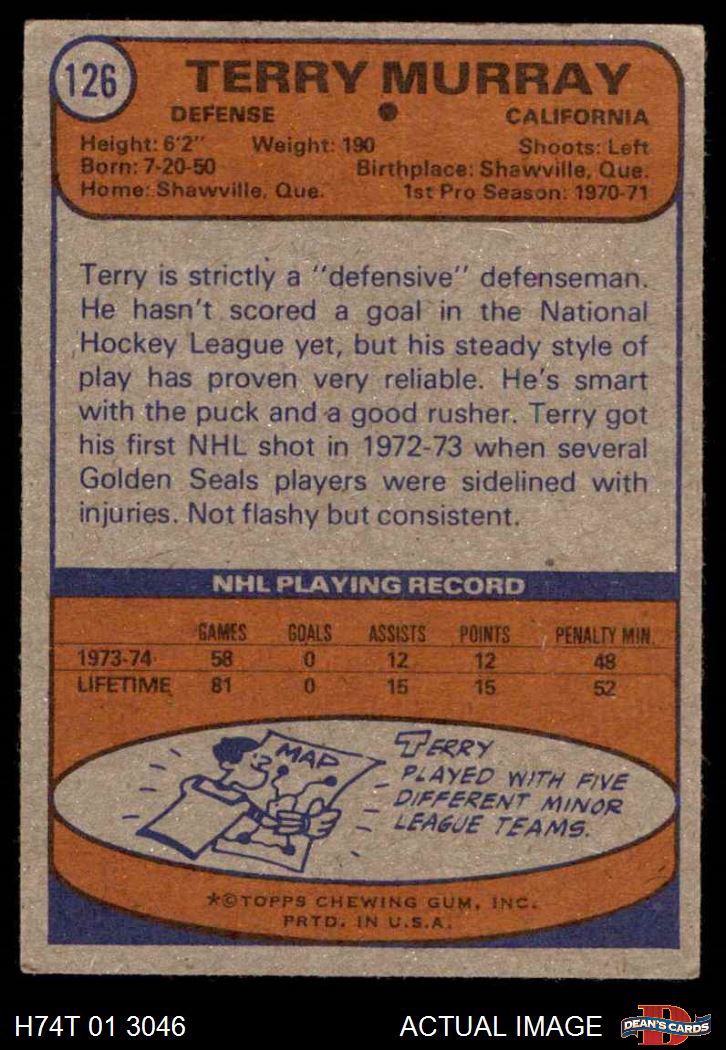 126
TERRY MURRAY
DEFENSE CALIFORNIA
Height: 6'2" Weight: 190 Shoots: Left
Born: 7-20-50 Birthplace: Shawville, Que.
Home: Shawville, Que. 1st Pro Season: 1970-71
Terry is strictly a "defensive" defenseman.
He hasn't scored a goal in the National
Hockey League yet, but his steady style of
play has proven very reliable. He's smart
with the puck and a good rusher. Terry got
his first NHL shot in 1972-73 when several
Golden Seals players were sidelined with
injuries. Not flashy but consistent.
NHL PLAYING RECORD
GAMES GOALS ASSISTS POINTS PENALTY MIN.
1973-74 58 0 12 12 48
LIFETIME 81 0 15 15 52
MAP
TERRY
PLAYED WITH FIVE
DIFFERENT MINOR
LEAGUE TEAMS.
*©TOPPS CHEWING GUM, INC.
PRTD. IN U.S.A.
H74T 01 3046 ACTUAL IMAGE
D
DEAN'S CARDS